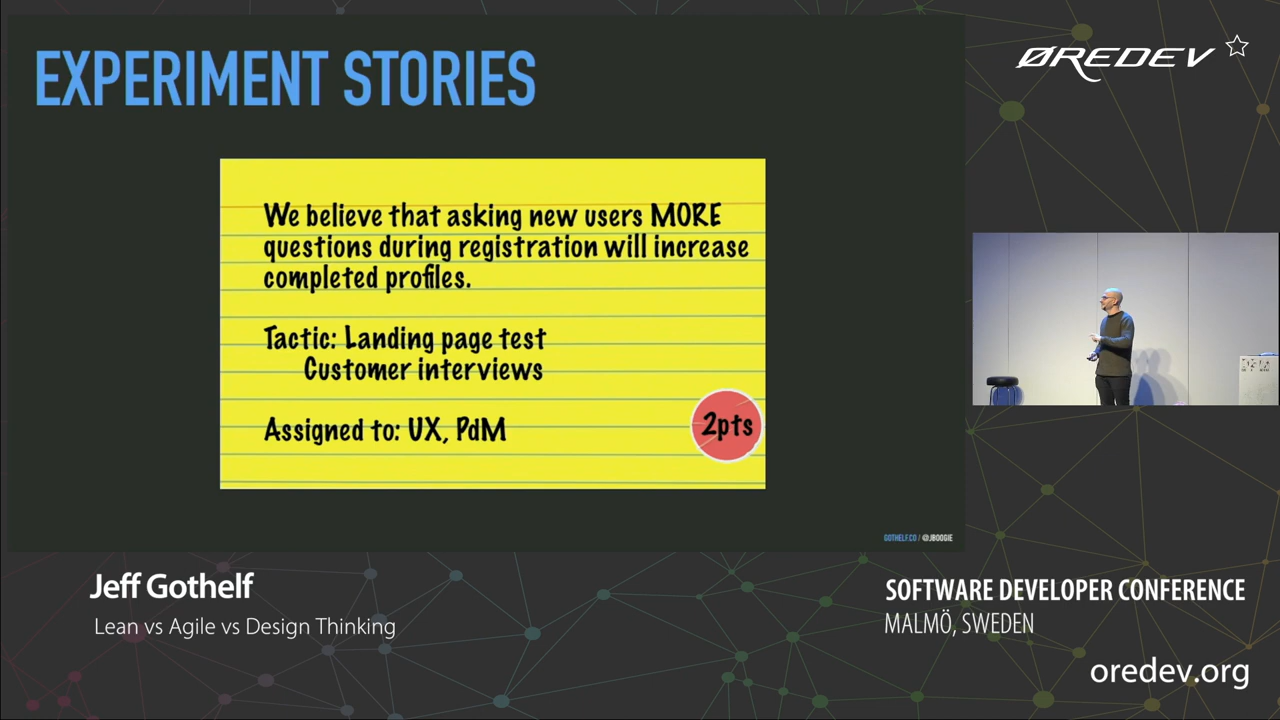 EXPERIMENT STORIES
We believe that asking new users MORE
questions during registration will increase
completed profiles.
Tactic: Landing page test
Customer interviews
Assigned to: UX, PdM
2pts
GOTHELF.CO / @JBOOGIE
ØREDEV
Jeff Gothelf
Lean vs Agile vs Design Thinking
SOFTWARE DEVELOPER CONFERENCE
MALMÖ, SWEDEN
oredev.org